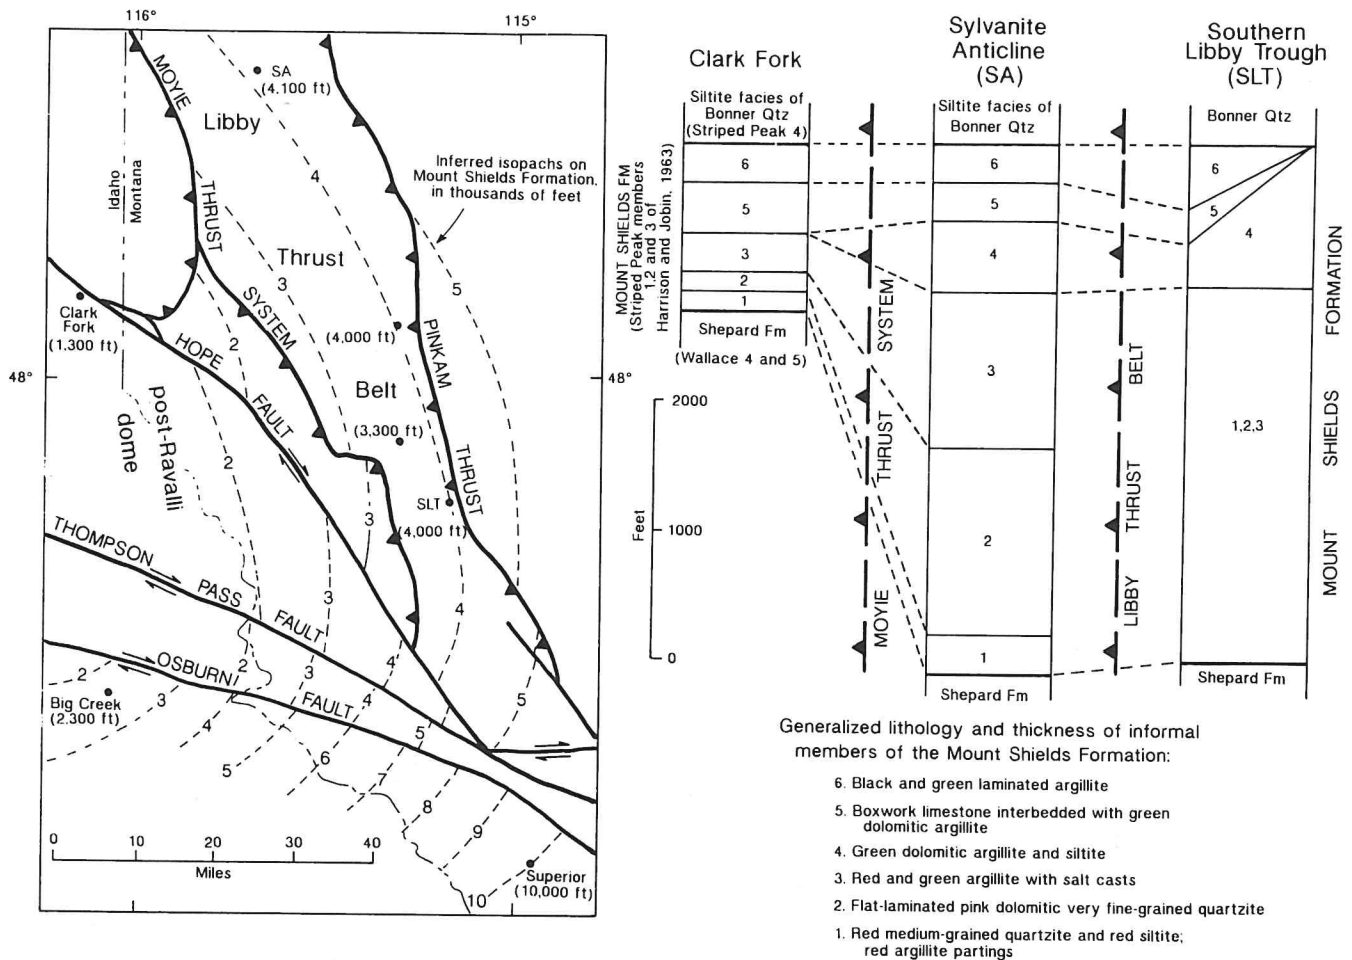 116°
115°
MOYIE
SA
(4,100 ft)
Libby
4
Inferred isopachs on
Mount Shields Formation,
in thousands of feet
Idaho
Montana
THRUST
Thrust
3
5
SYSTEM
Clark
Fork
(1,300 ft)
2
HOPE
(4,000 ft)
PINKAM
48°
48°
Belt
FAULT
post-Ravalli
dome
(3,300 ft)
2
SLT
(4,000 ft)
THRUST
3
THOMPSON
PASS
FAULT
3
4
OSBURN
FAULT
2
2
3
4
Big Creek
(2,300 ft)
3
3
4
5
4
5
5
6
7
8
9
10
0
10
20
30
40
Miles
Superior
(10,000 ft)
Clark Fork
Sylvanite
Anticline
(SA)
Southern
Libby Trough
(SLT)
Siltite facies of
Bonner Qtz
(Striped Peak 4)
Siltite facies of
Bonner Qtz
Bonner Qtz
MOUNT SHIELDS FM
(Striped Peak members
1,2 and 3 of
Harrison and Jobin, 1963)
6
5
3
2
1
Shepard Fm
(Wallace 4 and 5)
6
5
4
3
2
1
Shepard Fm
6
5
4
1,2,3
Shepard Fm
MOYIE THRUST SYSTEM
LIBBY THRUST BELT
MOUNT SHIELDS FORMATION
2000
1000
0
Feet
Generalized lithology and thickness of informal
members of the Mount Shields Formation:
6. Black and green laminated argillite
5. Boxwork limestone interbedded with green
dolomitic argillite
4. Green dolomitic argillite and siltite
3. Red and green argillite with salt casts
2. Flat-laminated pink dolomitic very fine-grained quartzite
1. Red medium-grained quartzite and red siltite;
red argillite partings